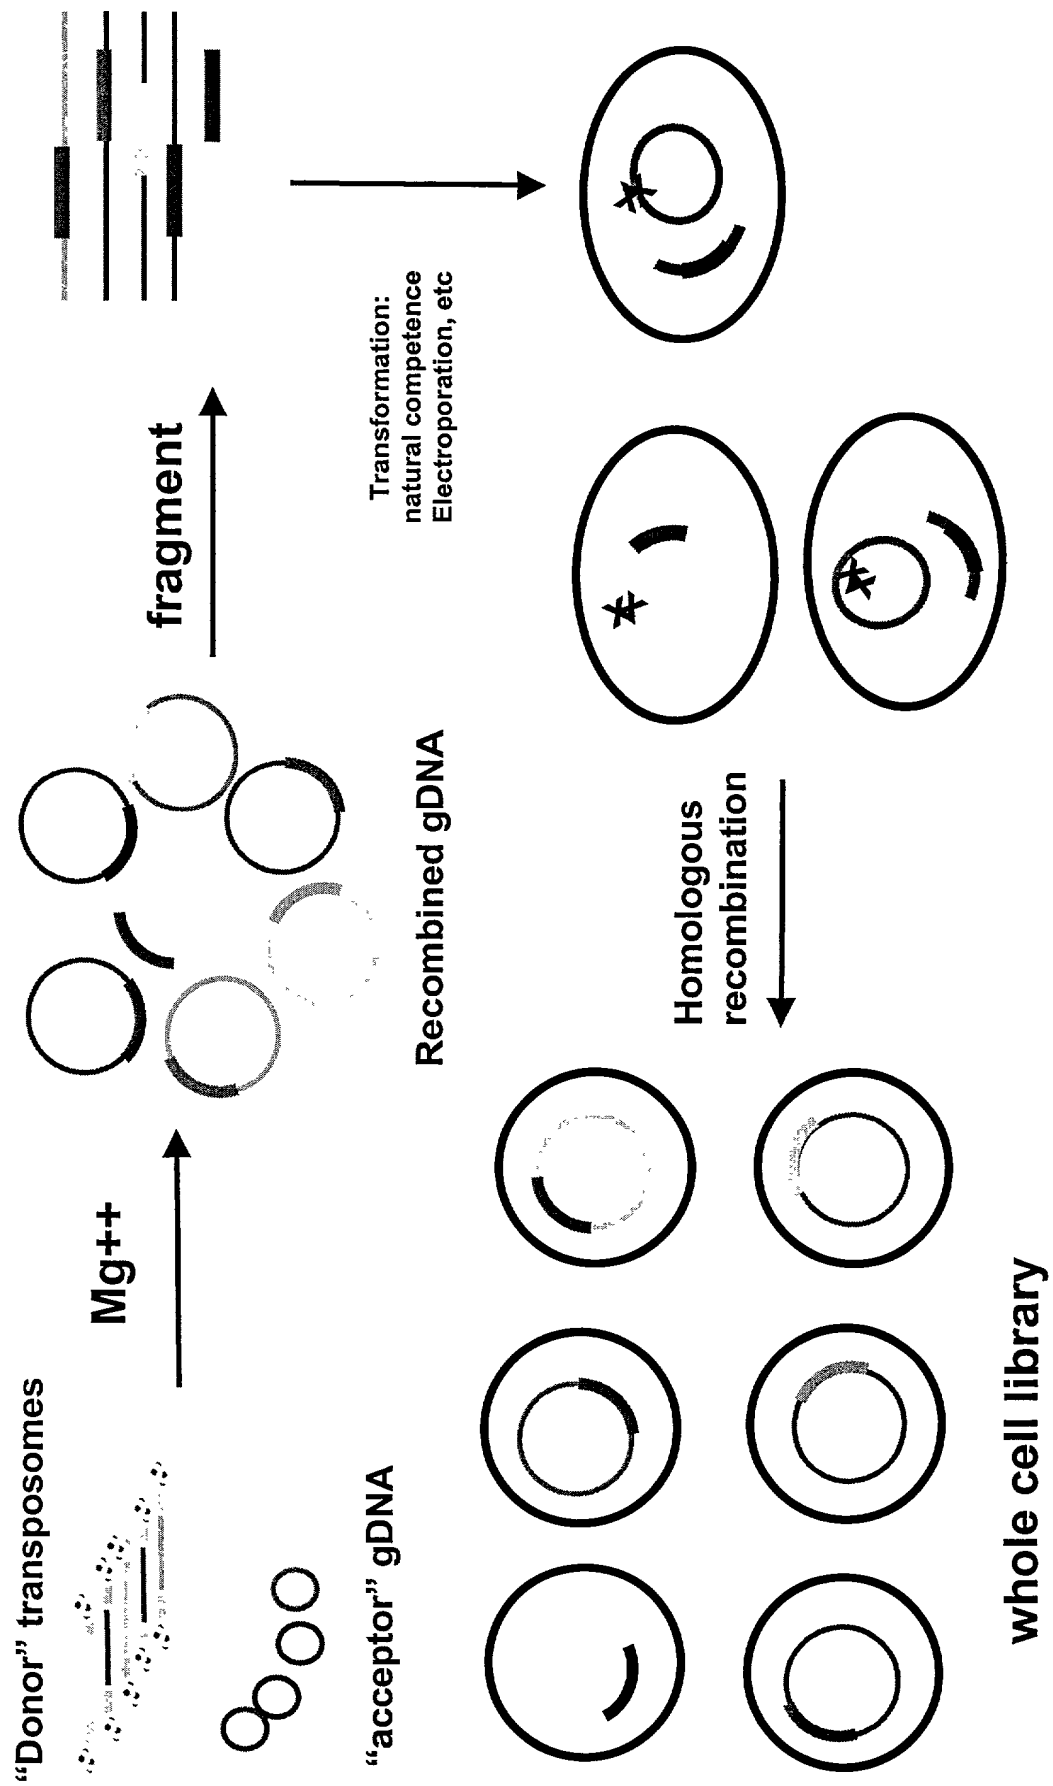 “Donor” transposomes
Mg++
“acceptor” gDNA
Recombined gDNA
fragment
Transformation:
natural competence
Electroporation, etc
Homologous
recombination
whole cell library